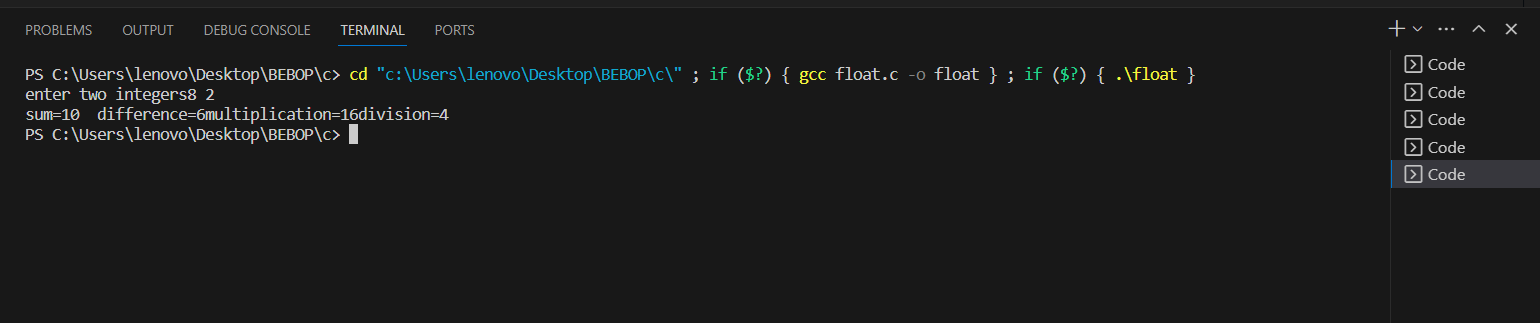 PROBLEMS OUTPUT DEBUG CONSOLE TERMINAL PORTS
PS C:\Users\lenovo\Desktop\BEBOP\c> cd "c:\Users\lenovo\Desktop\BEBOP\c\" ; if ($?) { gcc float.c -o float } ; if ($?) { .\float }
enter two integers8 2
sum=10  difference=6multiplication=16division=4
PS C:\Users\lenovo\Desktop\BEBOP\c>
Code
Code
Code
Code
Code